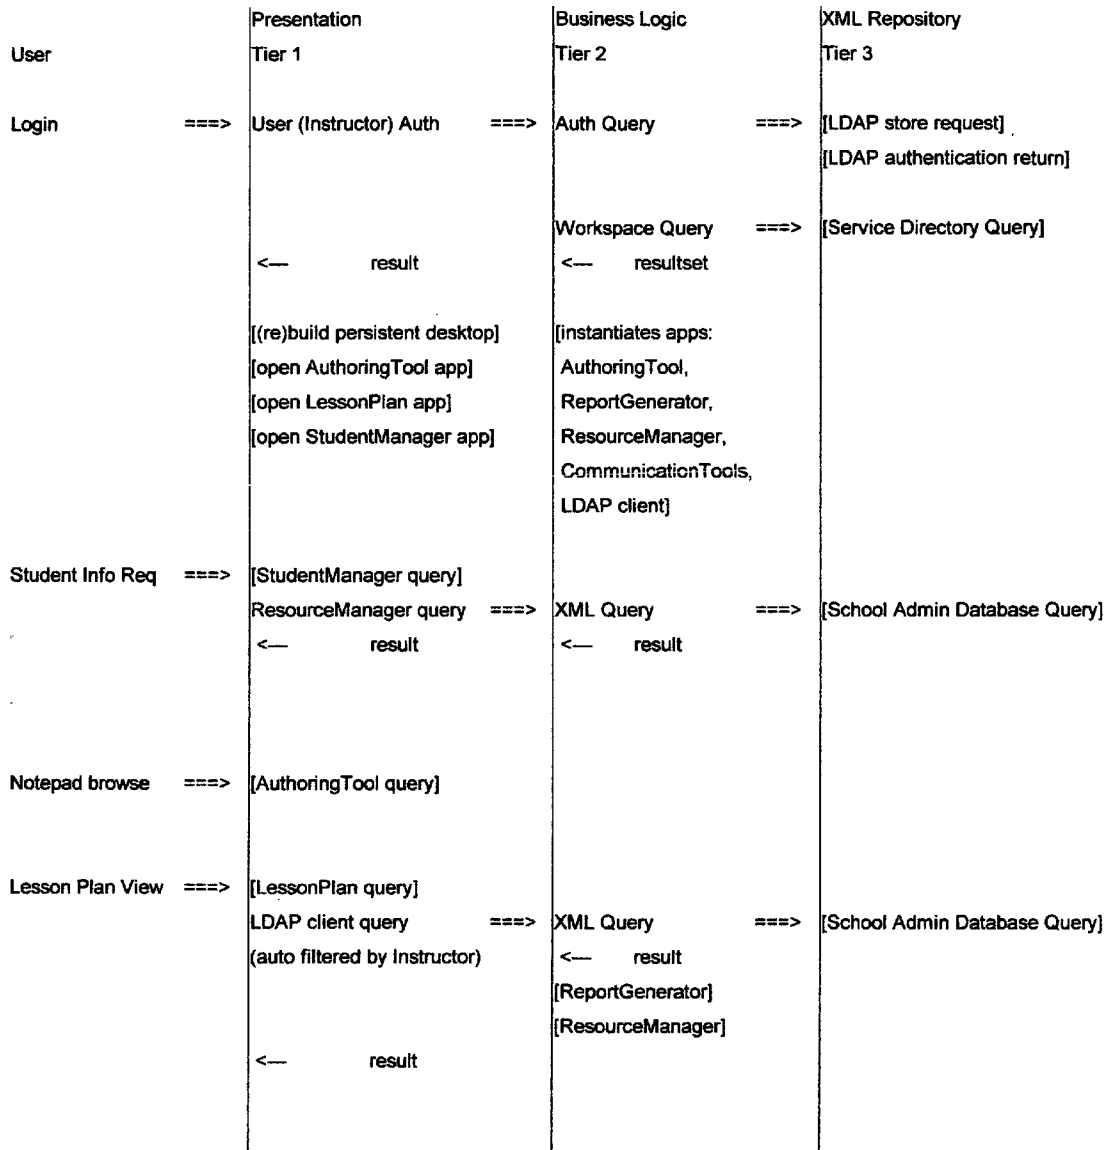 Presentation Business Logic XML Repository
User Tier 1 Tier 2 Tier 3
Login ===> User (Instructor) Auth ===> Auth Query ===> [LDAP store request]
[LDAP authentication return]
Workspace Query ===> [Service Directory Query]
<— result <— resultset
[(re)build persistent desktop] [instantiates apps:
[open AuthoringTool app] AuthoringTool,
[open LessonPlan app] ReportGenerator,
[open StudentManager app] ResourceManager,
CommunicationTools,
LDAP client]
Student Info Req ===> [StudentManager query]
ResourceManager query ===> XML Query ===> [School Admin Database Query]
<— result <— result
Notepad browse ===> [AuthoringTool query]
Lesson Plan View ===> [LessonPlan query]
LDAP client query ===> XML Query ===> [School Admin Database Query]
(auto filtered by Instructor) <— result
[ReportGenerator]
[ResourceManager]
<— result